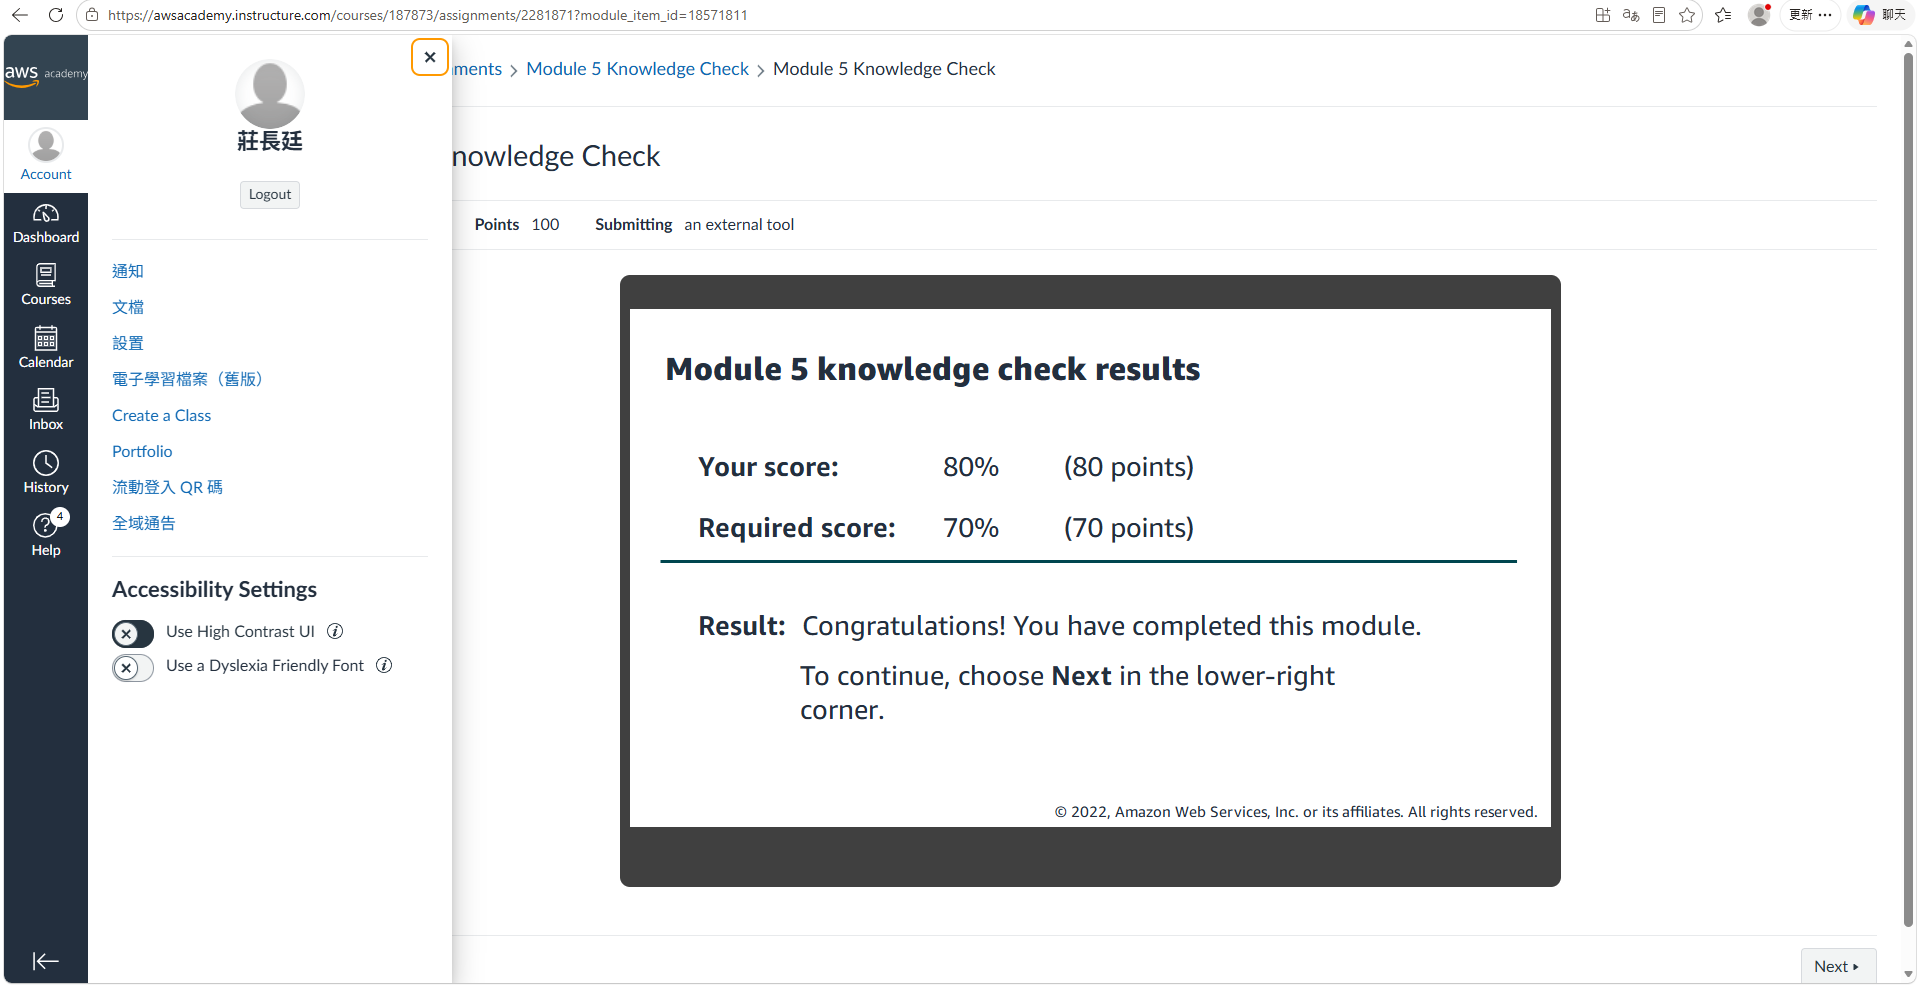 https://awsacademy.instructure.com/courses/187873/assignments/2281871?module_item_id=18571811
更新
聊天
aws academy
Account
Dashboard
Courses
Calendar
Inbox
History
4
Help
莊長廷
Logout
通知
文檔
設置
電子學習檔案（舊版）
Create a Class
Portfolio
流動登入 QR 碼
全域通告
Accessibility Settings
Use High Contrast UI
Use a Dyslexia Friendly Font
nments > Module 5 Knowledge Check > Module 5 Knowledge Check
nowledge Check
Points 100 Submitting an external tool
Module 5 knowledge check results
Your score: 80% (80 points)
Required score: 70% (70 points)
Result: Congratulations! You have completed this module.
To continue, choose Next in the lower-right
corner.
© 2022, Amazon Web Services, Inc. or its affiliates. All rights reserved.
Next